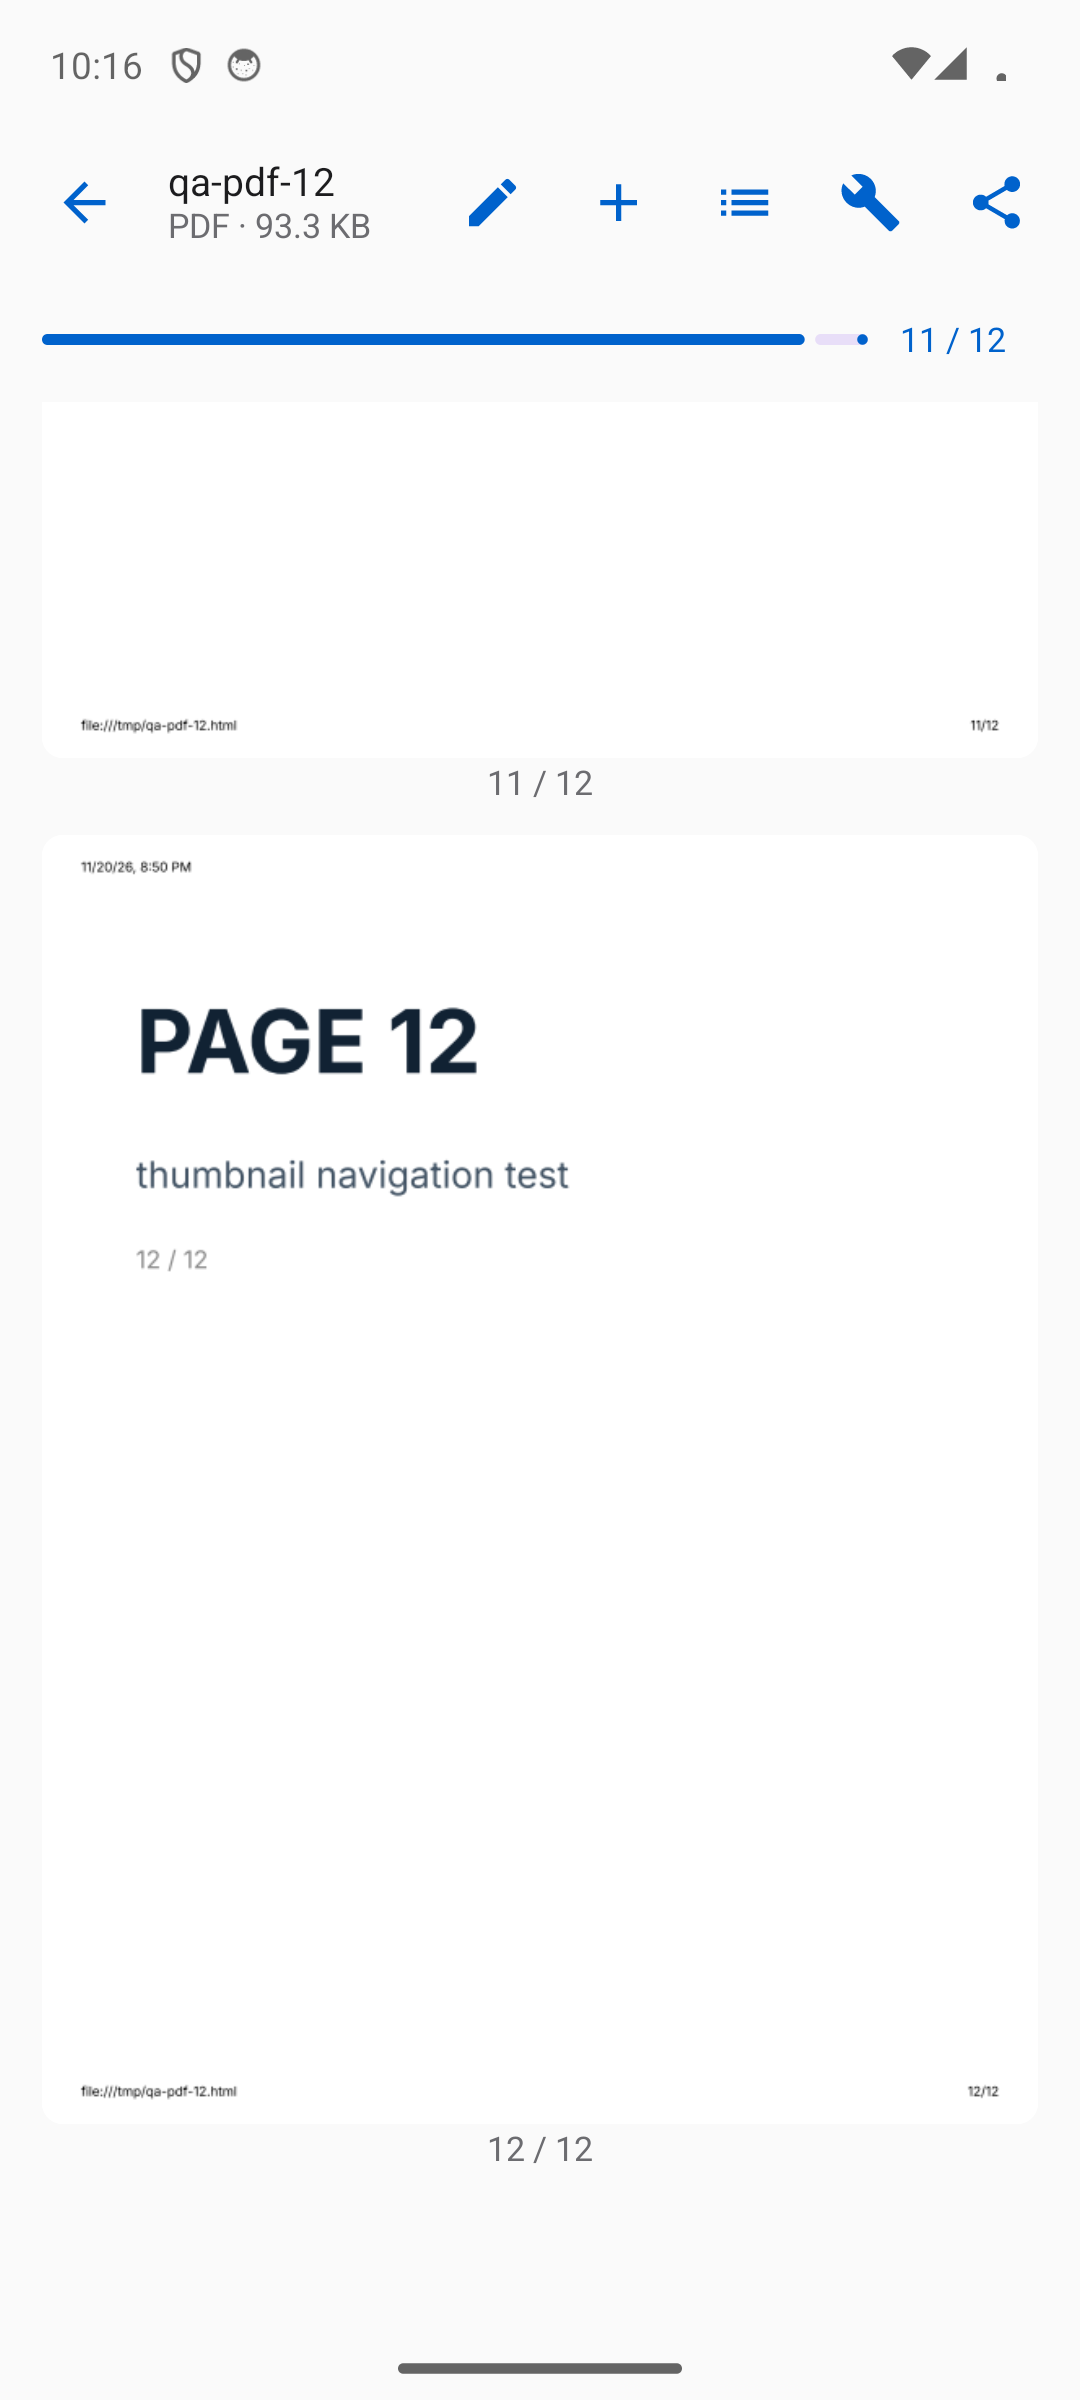 10:16
qa-pdf-12
PDF · 93.3 KB
11 / 12
file:///tmp/qa-pdf-12.html 11/12
11 / 12
11/20/26, 8:50 PM
PAGE 12
thumbnail navigation test
12 / 12
file:///tmp/qa-pdf-12.html 12/12
12 / 12